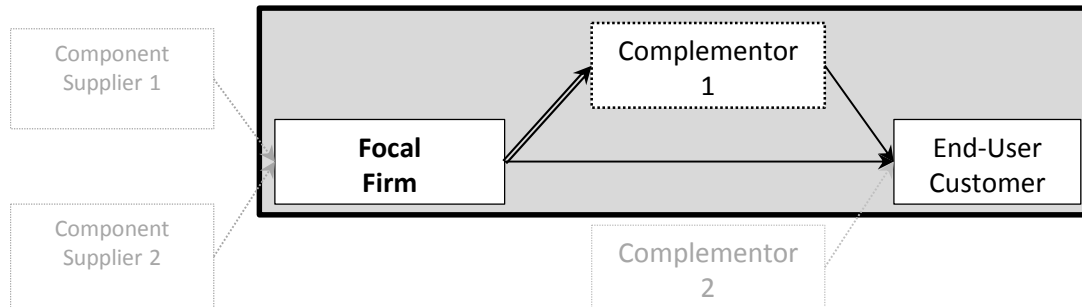 Component
Supplier 1
Complementor
1
Focal
Firm
End-User
Customer
Component
Supplier 2
Complementor
2